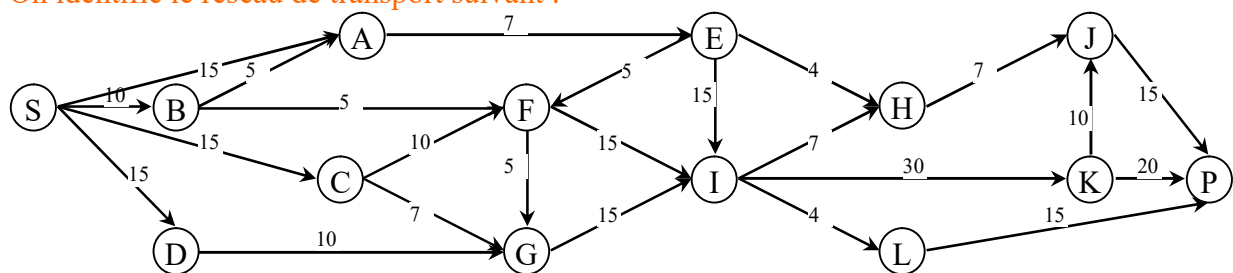 On identifie le réseau de transport suivant :
7
A E J
15 5 5 4 7 15
S 10 B 5 F 15 H
15 10 15 7 10
15 5 30 20
C I K P
7 15 4 15
10
D G L